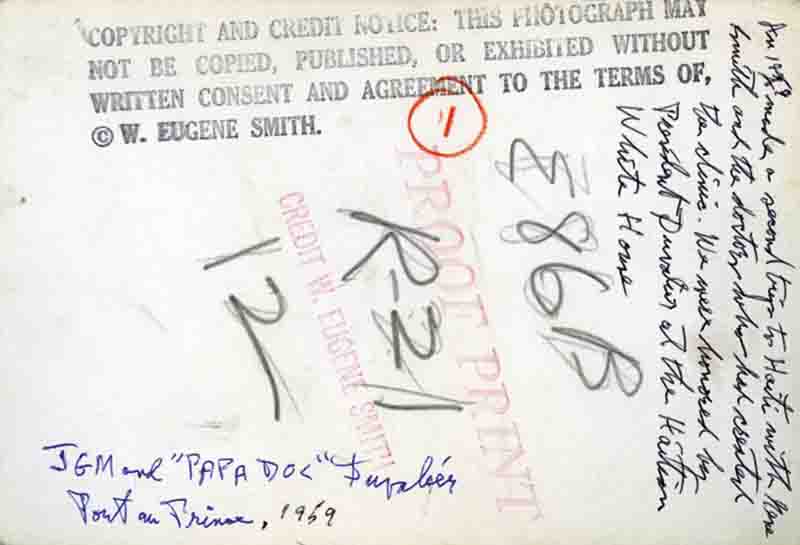 COPYRIGHT AND CREDIT NOTICE: THIS PHOTOGRAPH MAY
NOT BE COPIED, PUBLISHED, OR EXHIBITED WITHOUT
WRITTEN CONSENT AND AGREEMENT TO THE TERMS OF,
© W. EUGENE SMITH.
1
PROOF PRINT
CREDIT W. EUGENE SMITH
E86B
R-21
12
In 1959 I made a second trip to Haiti with Gene
Smith and the doctors who had created
the clinic. We were honored by
President Duvalier at the Haitian
White House
JGM and "PAPA DOC" Duvalier
Port au Prince, 1959